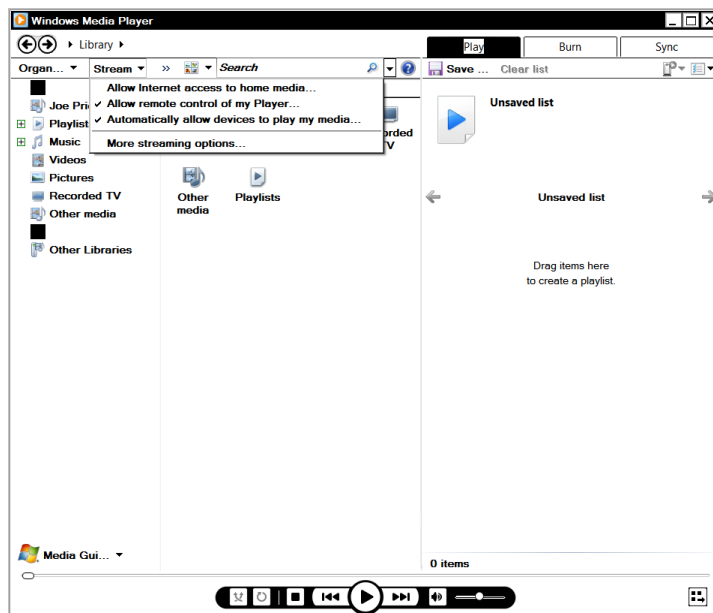 Windows Media Player
Library
Play
Burn
Sync
Organ...
Stream
»
Search
Save ...
Clear list
Allow Internet access to home media...
Allow remote control of my Player...
Automatically allow devices to play my media...
More streaming options...
Joe Pri
Playlist
Music
Videos
Pictures
Recorded TV
Other media
Other Libraries
orded
TV
Other
media
Playlists
Unsaved list
Unsaved list
Drag items here
to create a playlist.
Media Gui...
0 items